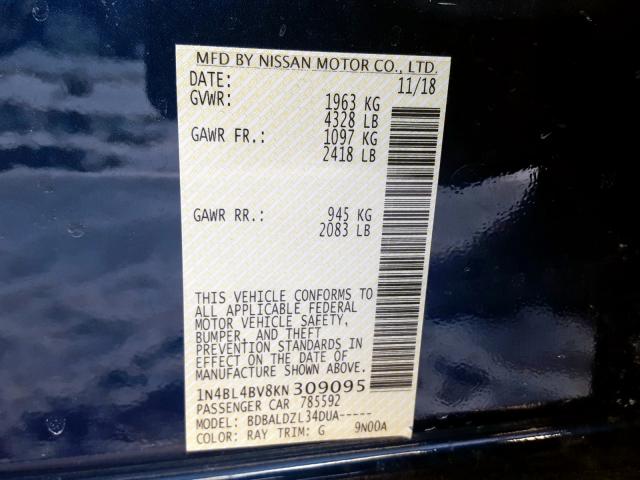 MFD BY NISSAN MOTOR CO., LTD.
DATE: 11/18
GVWR: 1963 KG
4328 LB
GAWR FR.: 1097 KG
2418 LB
GAWR RR.: 945 KG
2083 LB
THIS VEHICLE CONFORMS TO
ALL APPLICABLE FEDERAL
MOTOR VEHICLE SAFETY,
BUMPER, AND THEFT
PREVENTION STANDARDS IN
EFFECT ON THE DATE OF
MANUFACTURE SHOWN ABOVE.
1N4BL4BV8KN309095
PASSENGER CAR 785592
MODEL: BDBALDZL34DUA-----
COLOR: RAY TRIM: G 9N00A